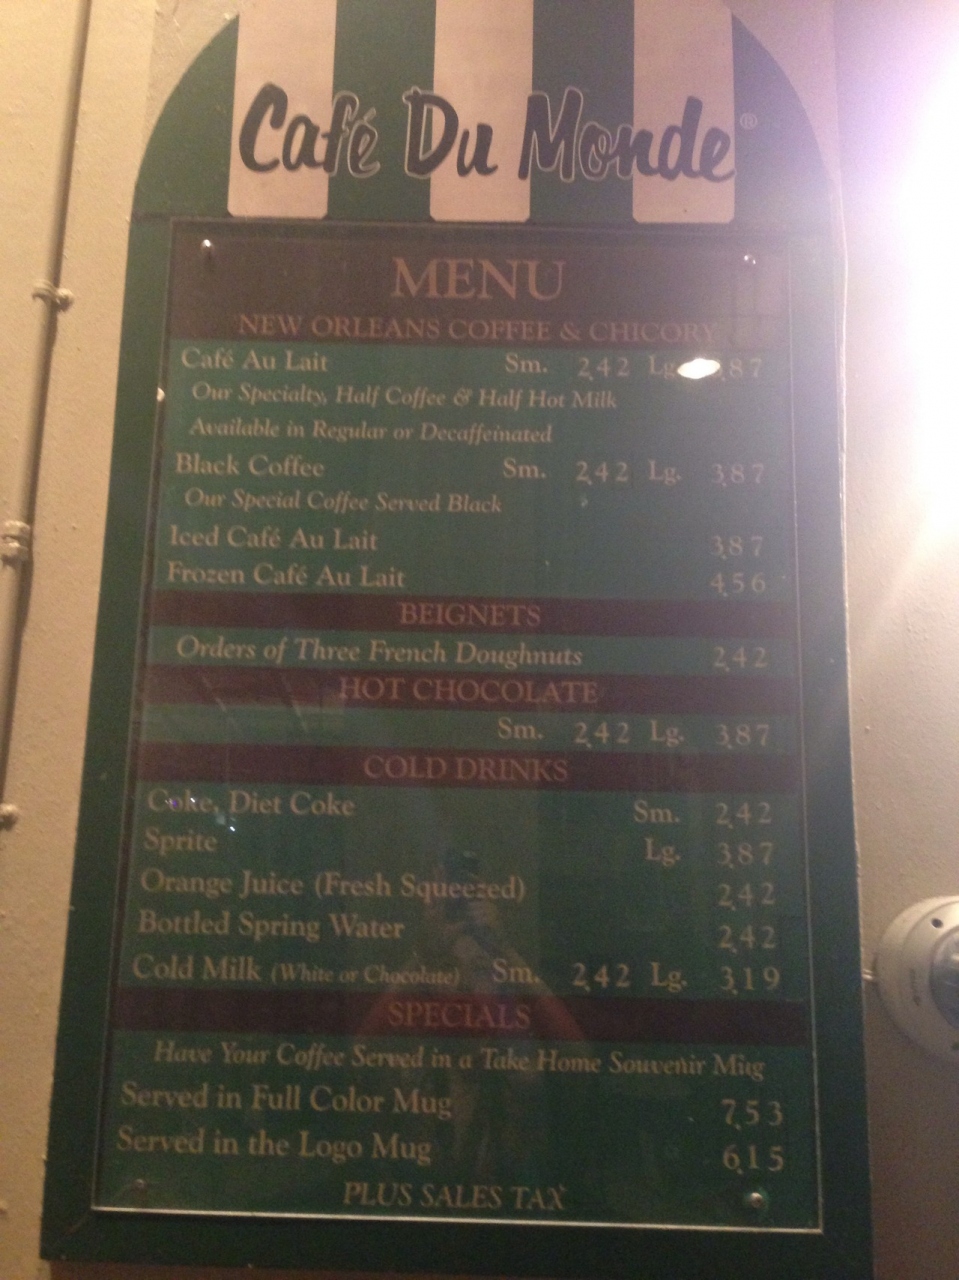 Café Du Monde®
MENU
NEW ORLEANS COFFEE & CHICORY
Café Au Lait Sm. 2.42 Lg. 87
Our Specialty, Half Coffee & Half Hot Milk
Available in Regular or Decaffeinated
Black Coffee Sm. 2.42 Lg. 3.87
Our Special Coffee Served Black
Iced Café Au Lait 3.87
Frozen Café Au Lait 4.56
BEIGNETS
Orders of Three French Doughnuts 2.42
HOT CHOCOLATE
Sm. 2.42 Lg. 3.87
COLD DRINKS
Coke, Diet Coke Sm. 2.42
Sprite Lg. 3.87
Orange Juice (Fresh Squeezed) 2.42
Bottled Spring Water 2.42
Cold Milk (White or Chocolate) Sm. 2.42 Lg. 3.19
SPECIALS
Have Your Coffee Served in a Take Home Souvenir Mug
Served in Full Color Mug 7.53
Served in the Logo Mug 6.15
PLUS SALES TAX